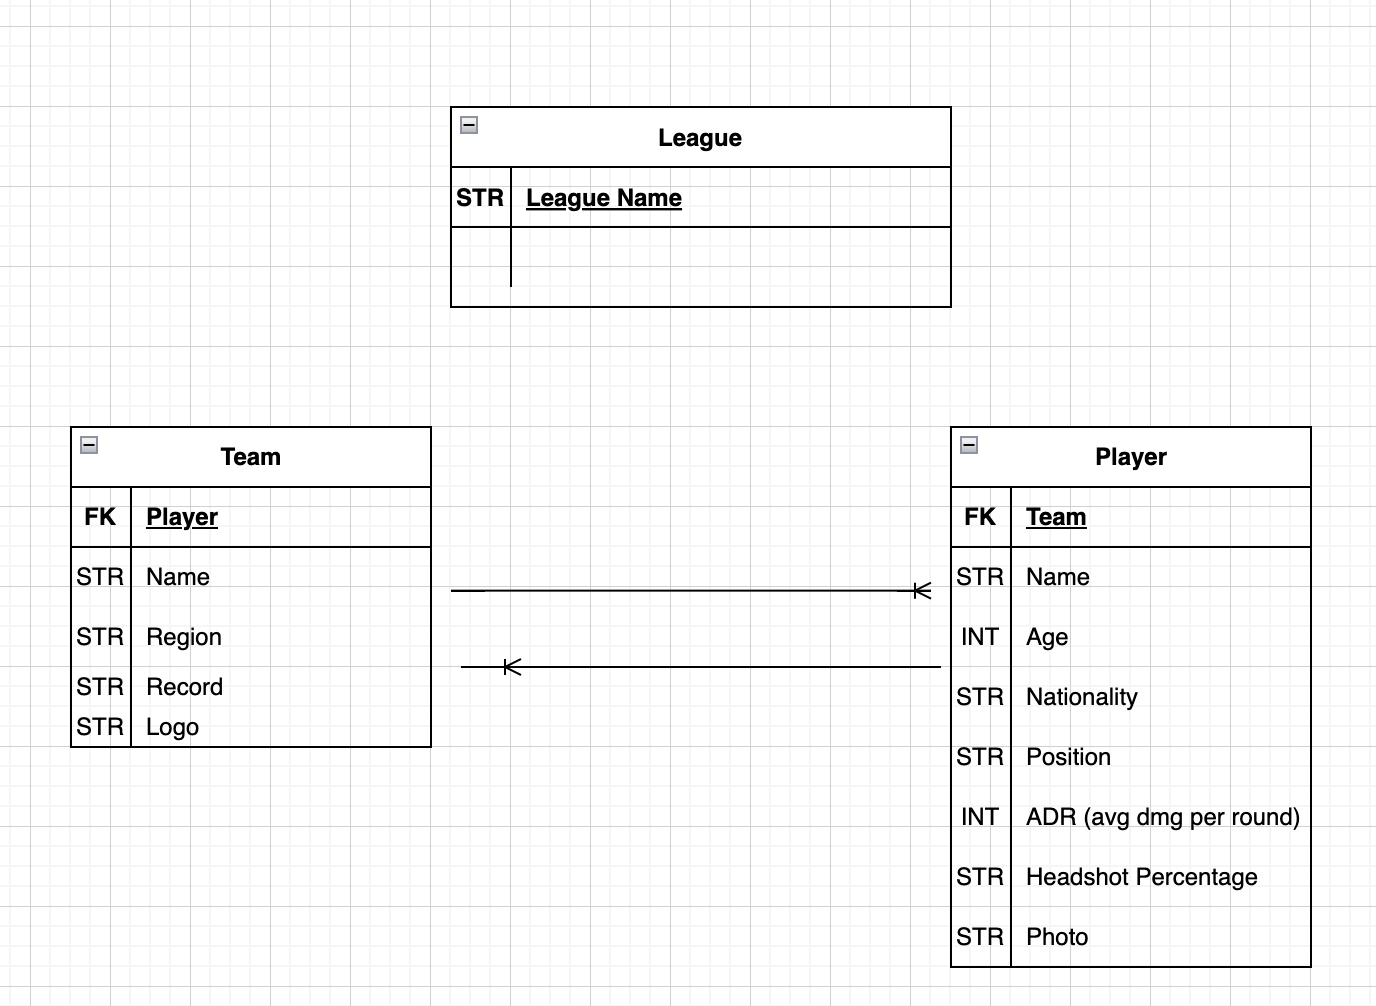 League
STR League Name
Team
FK Player
STR Name
STR Region
STR Record
STR Logo
Player
FK Team
STR Name
INT Age
STR Nationality
STR Position
INT ADR (avg dmg per round)
STR Headshot Percentage
STR Photo